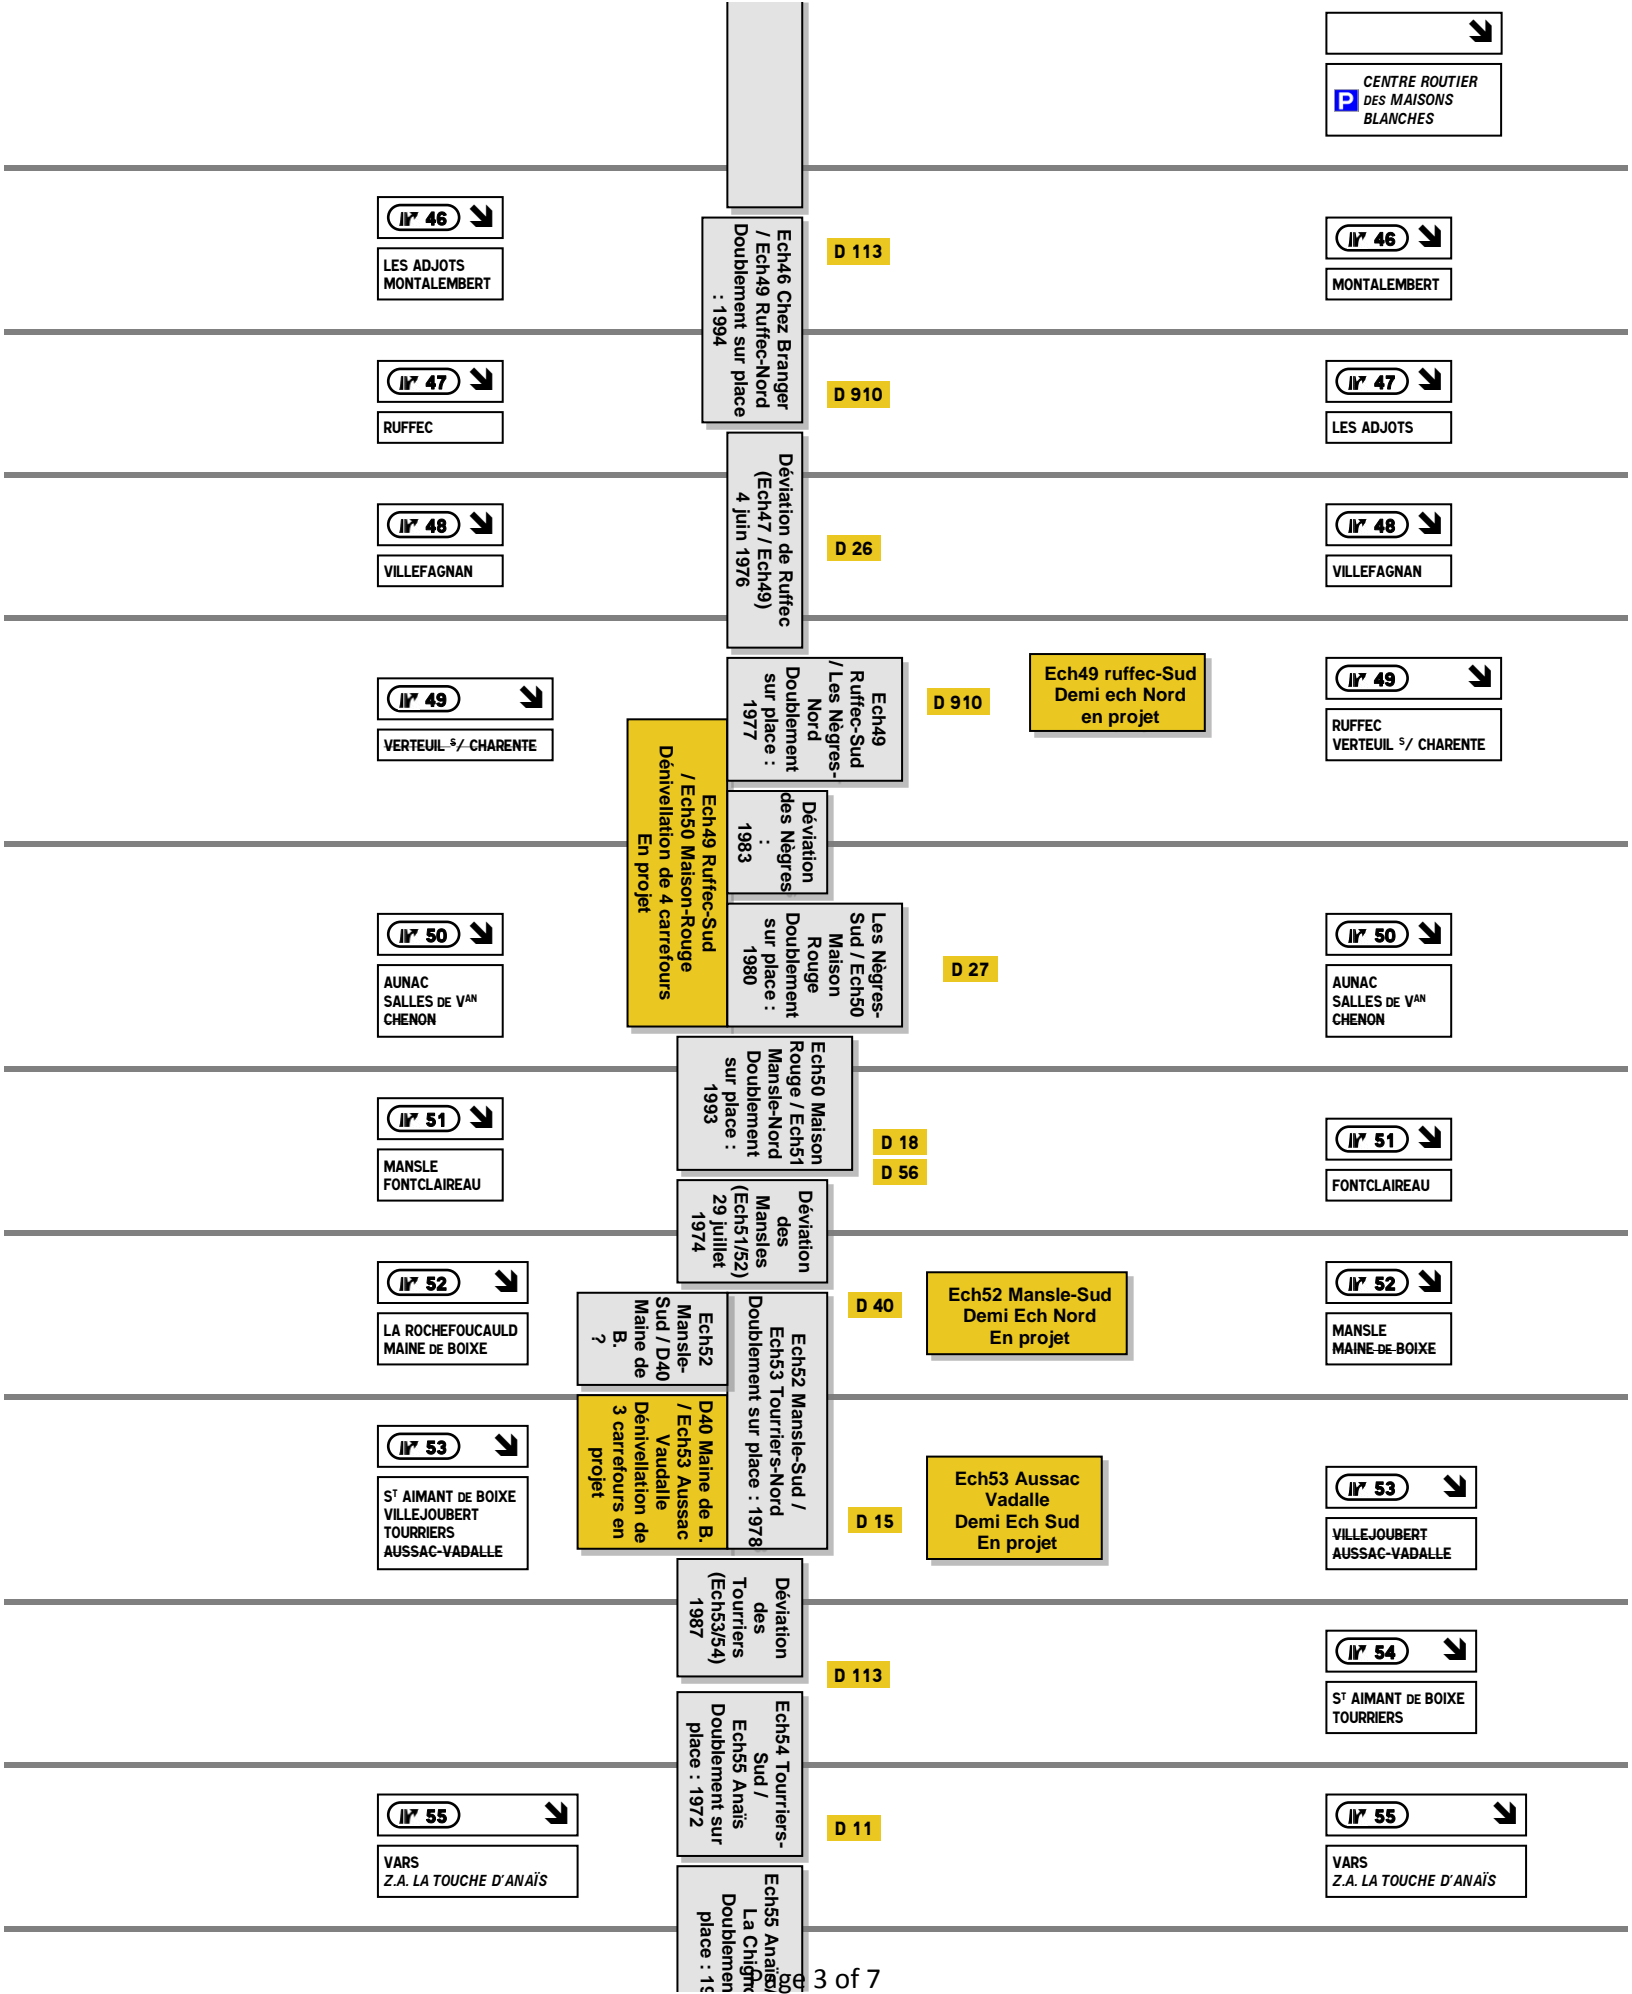 CENTRE ROUTIER
DES MAISONS
BLANCHES
46
LES ADJOTS
MONTALEMBERT
Ech46 Chez Branger
/ Ech49 Ruffec-Nord
Doublement sur place
: 1994
D 113
46
MONTALEMBERT
47
RUFFEC
D 910
47
LES ADJOTS
48
VILLEFAGNAN
Déviation de Ruffec
(Ech47 / Ech49)
4 juin 1976
D 26
48
VILLEFAGNAN
49
VERTEUIL S/ CHARENTE
Ech49
Ruffec-Sud
/ Les Nègres-
Nord
Doublement
sur place :
1977
D 910
Ech49 ruffec-Sud
Demi ech Nord
en projet
49
RUFFEC
VERTEUIL S/ CHARENTE
Ech49 Ruffec-Sud
/ Ech50 Maison-Rouge
Dénivellation de 4 carrefours
En projet
Déviation
des Nègres
:
1983
50
AUNAC
SALLES DE VAN
CHENON
Les Nègres-
Sud / Ech50
Maison
Rouge
Doublement
sur place :
1980
D 27
50
AUNAC
SALLES DE VAN
CHENON
51
MANSLE
FONTCLAIREAU
Ech50 Maison
Rouge / Ech51
Mansle-Nord
Doublement
sur place :
1993
D 18
D 56
51
FONTCLAIREAU
Déviation
des
Mansles
(Ech51/52)
29 juillet
1974
52
LA ROCHEFOUCAULD
MAINE DE BOIXE
Ech52
Mansle-
Sud / D40
Maine de
B.
?
Ech52 Mansle-Sud /
Ech53 Tourriers-Nord
Doublement sur place : 1978
D 40
Ech52 Mansle-Sud
Demi Ech Nord
En projet
52
MANSLE
MAINE DE BOIXE
53
ST AIMANT DE BOIXE
VILLEJOUBERT
TOURRIERS
AUSSAC-VADALLE
D40 Maine de B.
/ Ech53 Aussac
Vaudalle
Dénivellation de
3 carrefours en
projet
D 15
Ech53 Aussac
Vadalle
Demi Ech Sud
En projet
53
VILLEJOUBERT
AUSSAC-VADALLE
Déviation
des
Tourriers
(Ech53/54)
1987
D 113
54
ST AIMANT DE BOIXE
TOURRIERS
Ech54 Tourriers-
Sud /
Ech55 Anaïs
Doublement sur
place : 1972
55
VARS
Z.A. LA TOUCHE D'ANAÏS
D 11
55
VARS
Z.A. LA TOUCHE D'ANAÏS
Ech55 Anaïs/
La
place :
Page 3 of 7